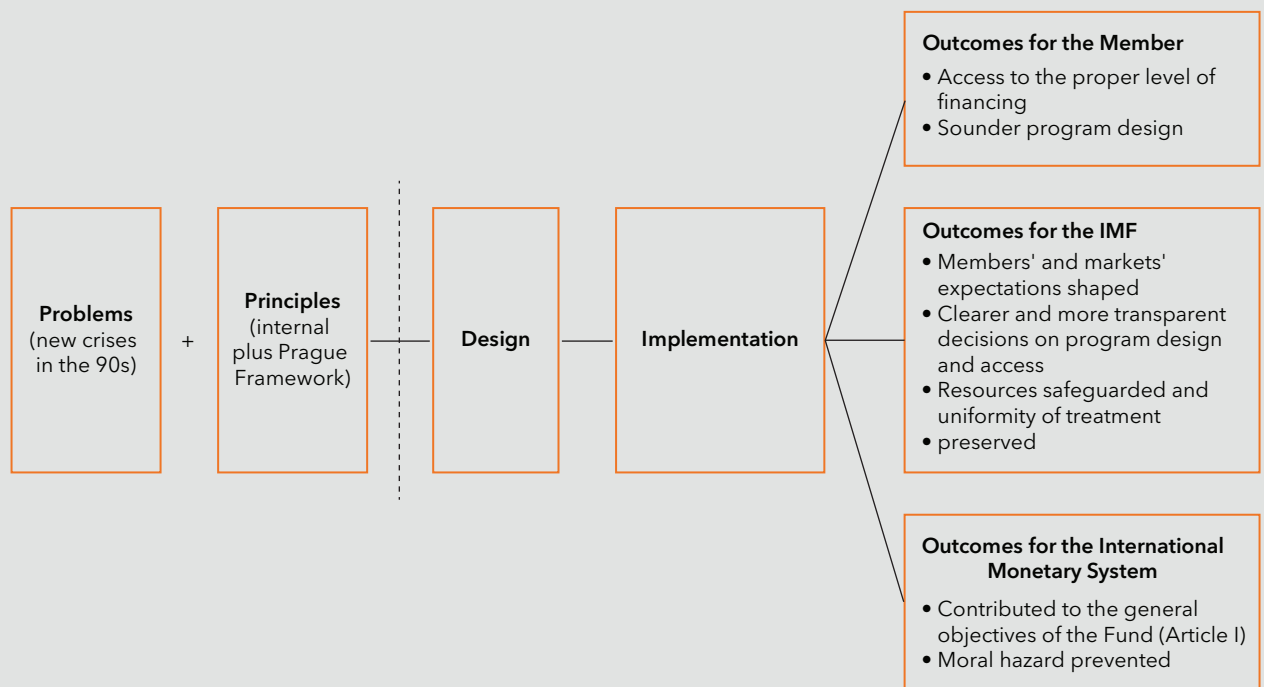 Problems
(new crises
in the 90s)
+
Principles
(internal
plus Prague
Framework)
Design
Implementation
Outcomes for the Member
• Access to the proper level of
financing
• Sounder program design
Outcomes for the IMF
• Members' and markets'
expectations shaped
• Clearer and more transparent
decisions on program design
and access
• Resources safeguarded and
uniformity of treatment
• preserved
Outcomes for the International
Monetary System
• Contributed to the general
objectives of the Fund (Article I)
• Moral hazard prevented